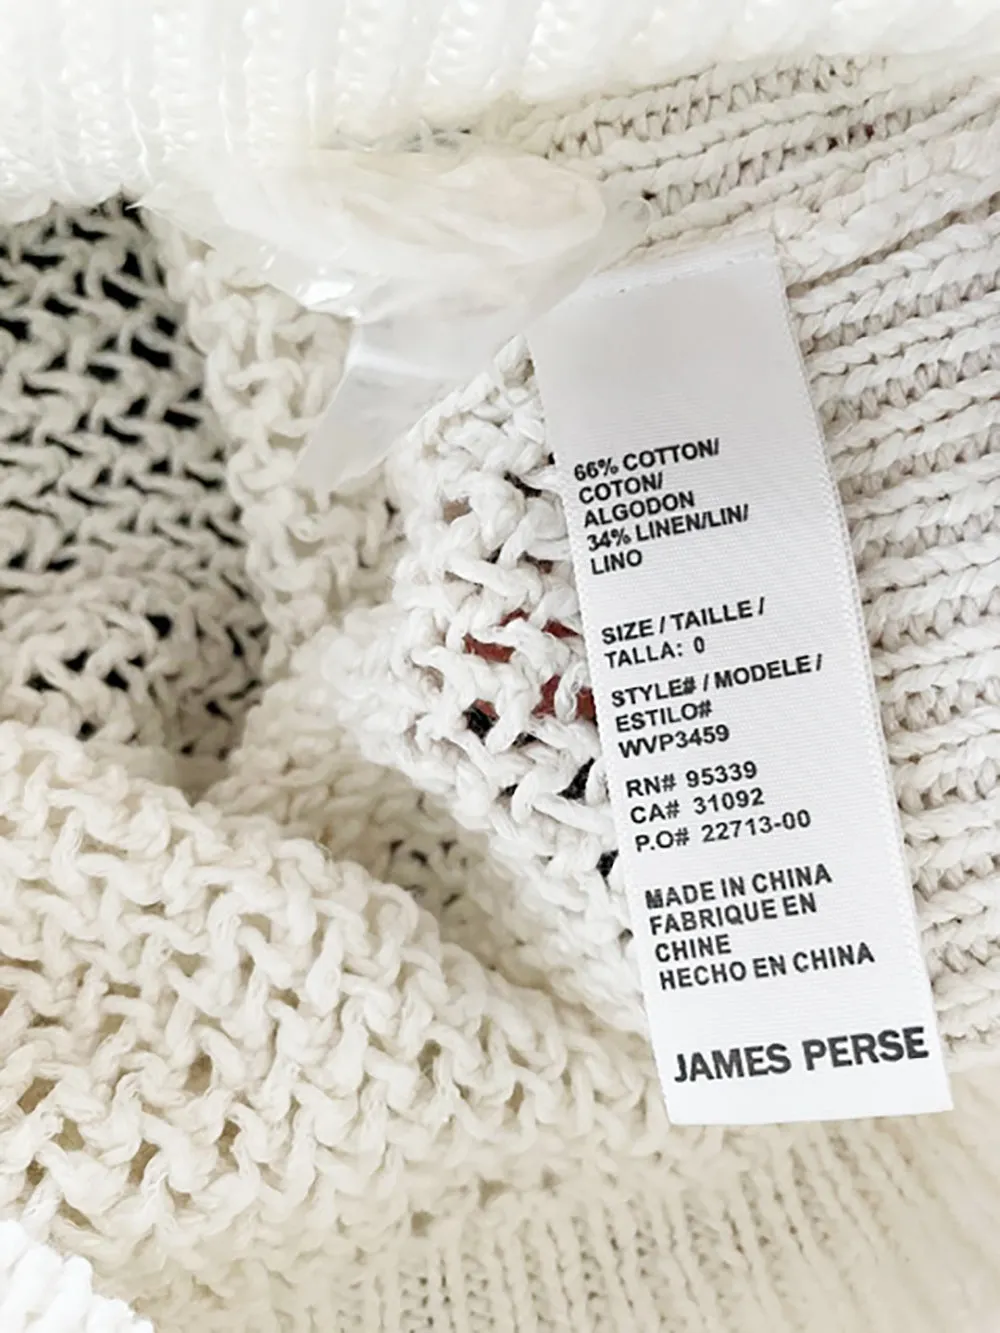 66% COTTON/
COTON/
ALGODON
34% LINEN/LIN/
LINO
SIZE / TAILLE /
TALLA: 0
STYLE# / MODELE /
ESTILO#
WVP3459
RN# 95339
CA# 31092
P.O# 22713-00
MADE IN CHINA
FABRIQUE EN
CHINE
HECHO EN CHINA
JAMES PERSE